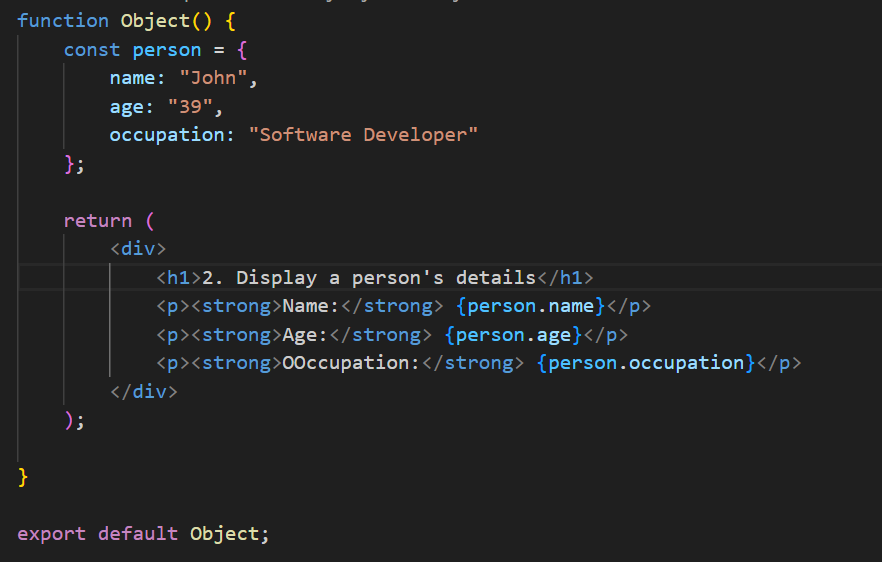 function Object() {
    const person = {
        name: "John",
        age: "39",
        occupation: "Software Developer"
    };

    return (
        <div>
            <h1>2. Display a person's details</h1>
            <p><strong>Name:</strong> {person.name}</p>
            <p><strong>Age:</strong> {person.age}</p>
            <p><strong>OOccupation:</strong> {person.occupation}</p>
        </div>
    );

}

export default Object;